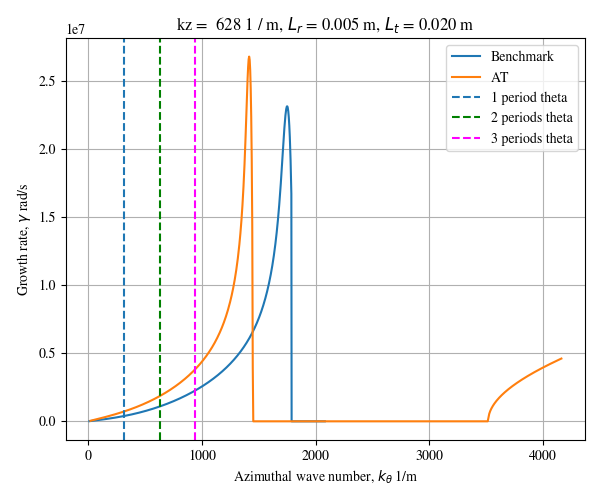 kz = 628 1 / m, L_r = 0.005 m, L_t = 0.020 m
1e7
Benchmark
AT
1 period theta
2 periods theta
3 periods theta
2.5
2.0
1.5
1.0
0.5
0.0
Growth rate, γ rad/s
0 1000 2000 3000 4000
Azimuthal wave number, k_θ 1/m